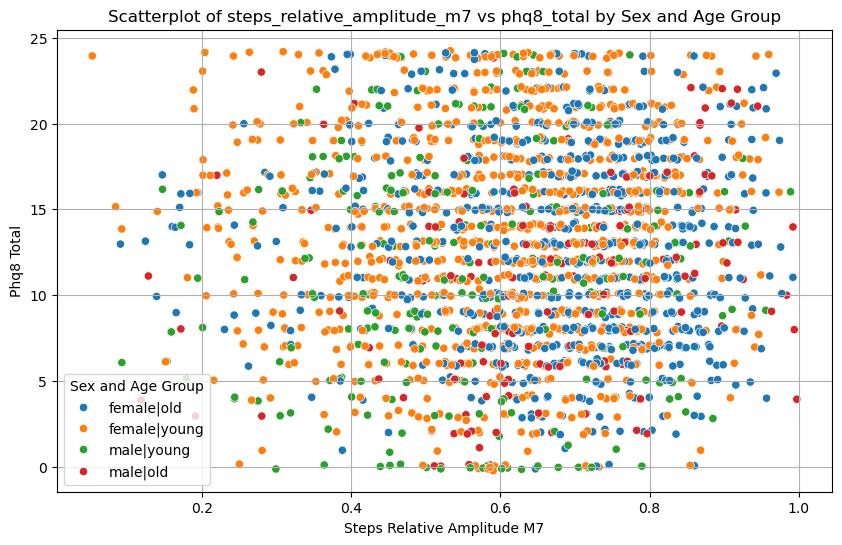 Scatterplot of steps_relative_amplitude_m7 vs phq8_total by Sex and Age Group
25
20
15
10
5
0
Phq8 Total
Sex and Age Group
female|old
female|young
male|young
male|old
0.2
0.4
0.6
0.8
1.0
Steps Relative Amplitude M7